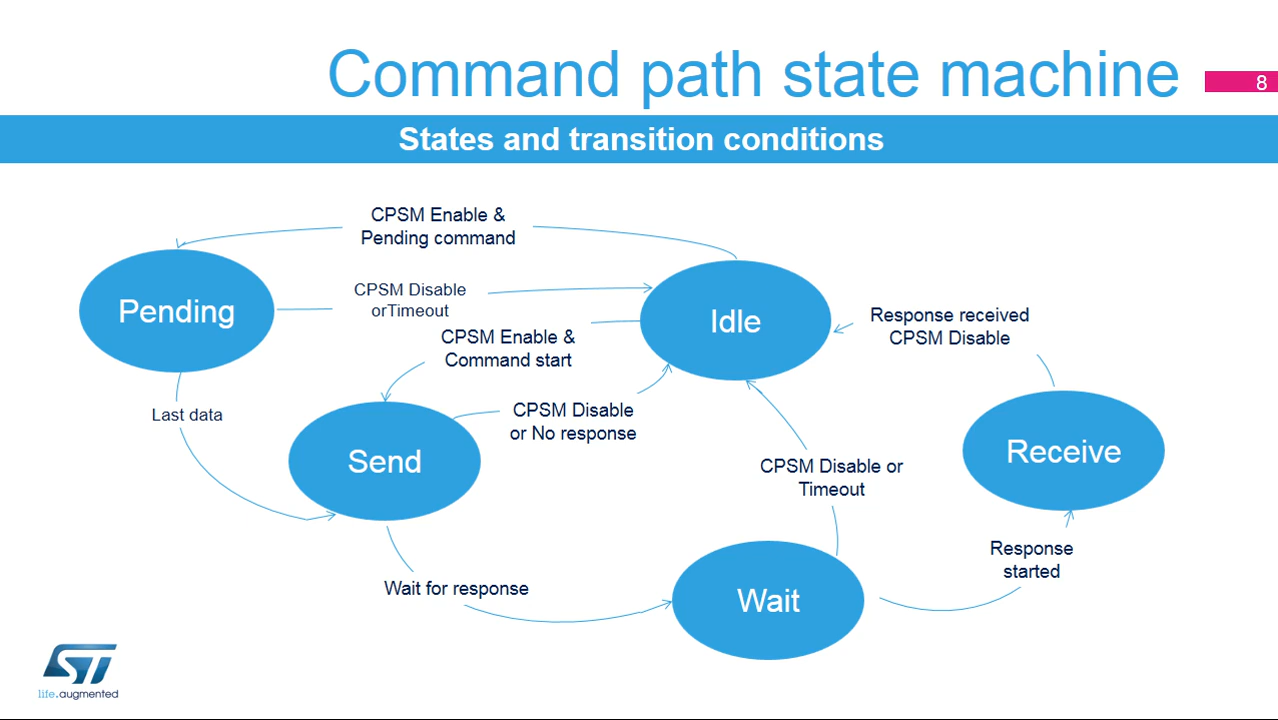 Command path state machine
8
States and transition conditions
CPSM Enable &
Pending command
Pending
CPSM Disable
orTimeout
Idle
Response received
CPSM Disable
CPSM Enable &
Command start
Last data
CPSM Disable
or No response
Send
Receive
CPSM Disable or
Timeout
Response
started
Wait for response
Wait
ST
life.augmented